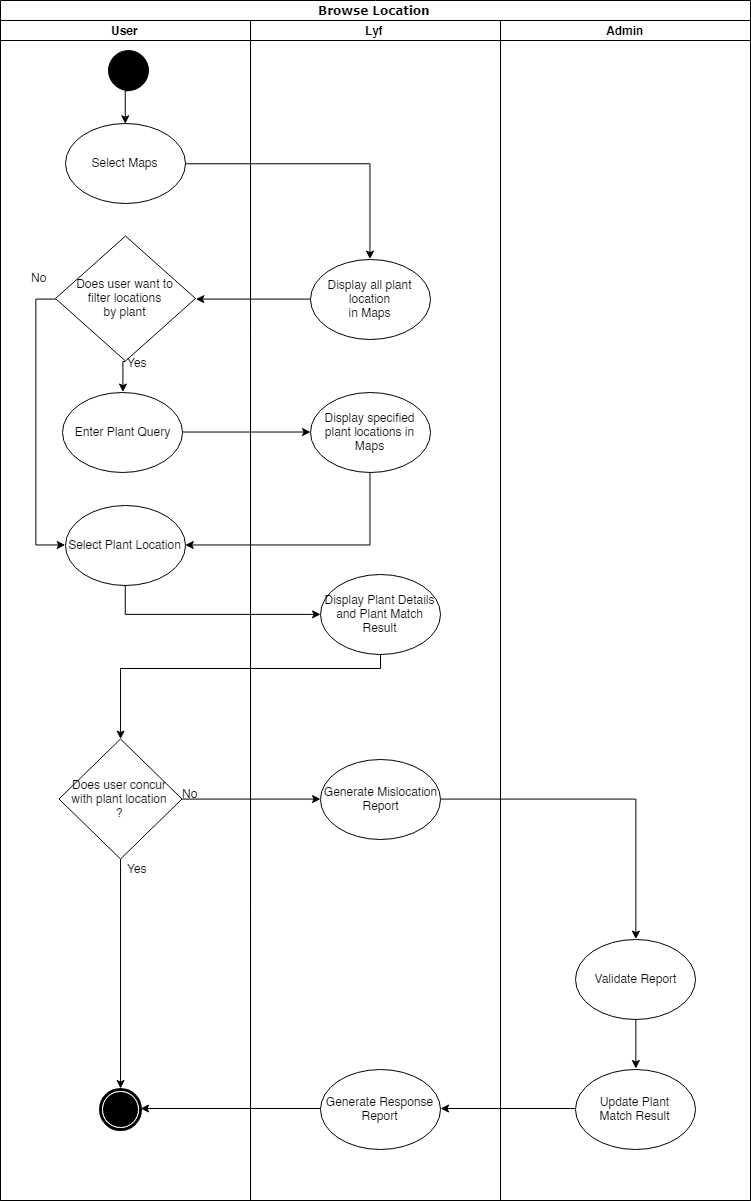 Browse Location
User
Lyf
Admin
Select Maps
No
Does user want to
filter locations
by plant
Display all plant
location
in Maps
Yes
Enter Plant Query
Display specified
plant locations in
Maps
Select Plant Location
Display Plant Details
and Plant Match
Result
Does user concur
with plant location
?
No
Generate Mislocation
Report
Yes
Validate Report
Generate Response
Report
Update Plant
Match Result